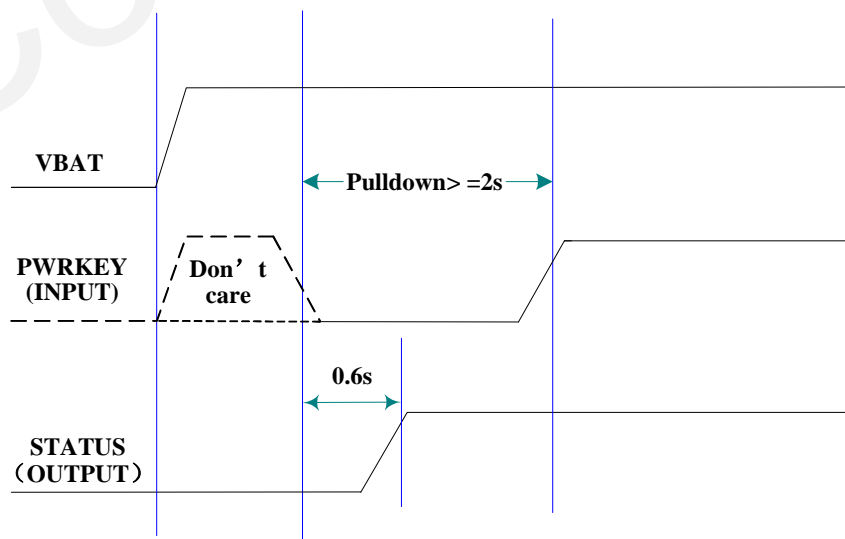 VBAT
Pulldown> =2s
PWRKEY
(INPUT)
Don’ t
care
0.6s
STATUS
（OUTPUT）